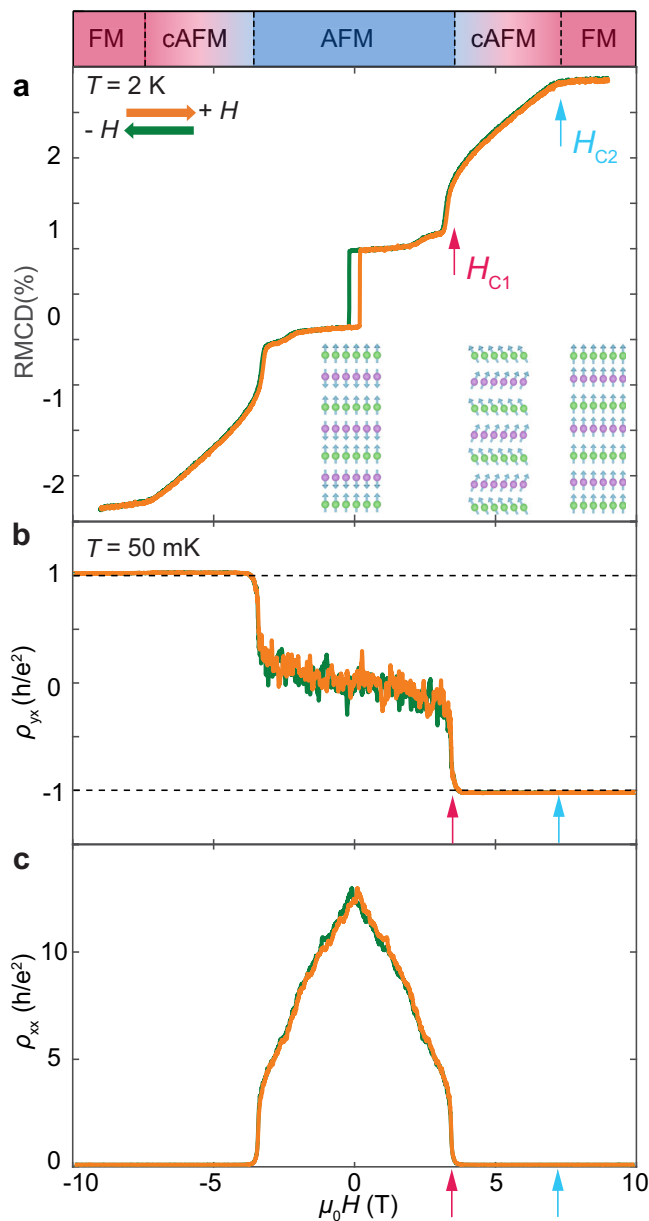 FM cAFM AFM cAFM FM
a
T = 2 K
+ H
- H
H_C2
H_C1
2
1
0
-1
-2
RMCD(%)
b
T = 50 mK
1
0
-1
ρ_yx (h/e²)
c
10
5
0
ρ_xx (h/e²)
-10 -5 0 5 10
μ₀H (T)